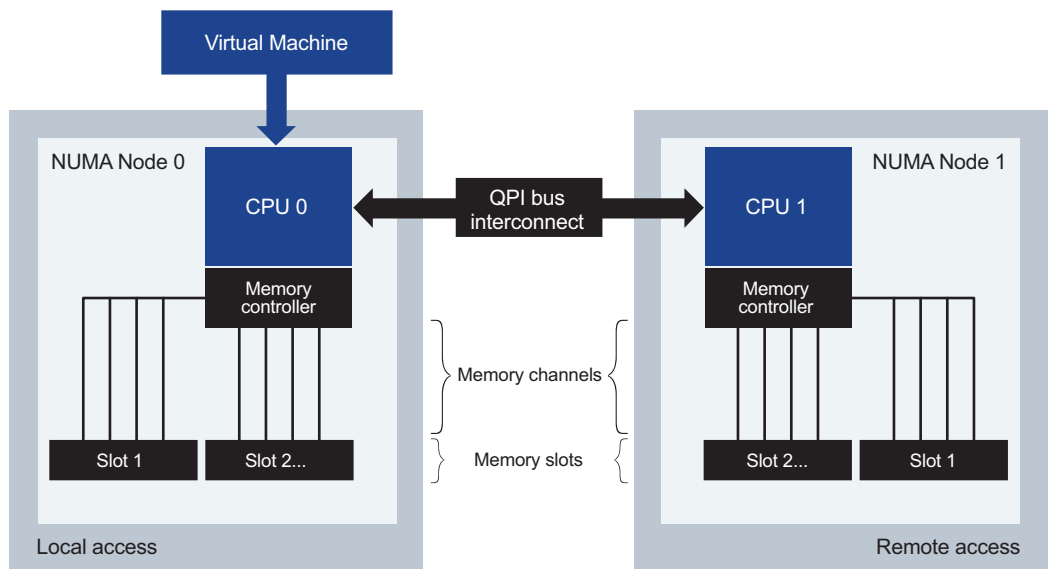 Virtual Machine
NUMA Node 0
CPU 0
Memory
controller
Slot 1
Slot 2...
Local access
QPI bus
interconnect
Memory channels
Memory slots
NUMA Node 1
CPU 1
Memory
controller
Slot 2...
Slot 1
Remote access